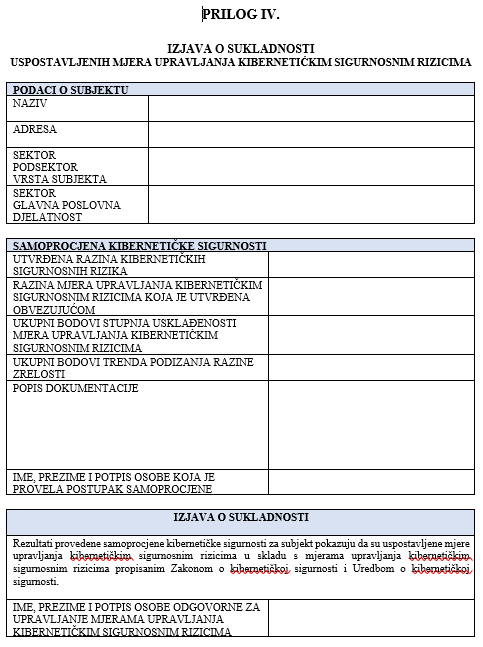 PRILOG IV.
IZJAVA O SUKLADNOSTI
USPOSTAVLJENIH MJERA UPRAVLJANJA KIBERNETIČKIM SIGURNOSNIM RIZICIMA
PODACI O SUBJEKTU
NAZIV
ADRESA
SEKTOR
PODSEKTOR
VRSTA SUBJEKTA
SEKTOR
GLAVNA POSLOVNA
DJELATNOST
SAMOPROCJENA KIBERNETIČKE SIGURNOSTI
UTVRĐENA RAZINA KIBERNETIČKIH
SIGURNOSNIH RIZIKA
RAZINA MJERA UPRAVLJANJA KIBERNETIČKIM
SIGURNOSNIM RIZICIMA KOJA JE UTVRĐENA
OBVEZUJUĆOM
UKUPNI BODOVI STUPNJA USKLAĐENOSTI
MJERA UPRAVLJANJA KIBERNETIČKIM
SIGURNOSNIM RIZICIMA
UKUPNI BODOVI TRENDA PODIZANJA RAZINE
ZRELOSTI
POPIS DOKUMENTACIJE
IME, PREZIME I POTPIS OSOBE KOJA JE
PROVELA POSTUPAK SAMOPROCJENE
IZJAVA O SUKLADNOSTI
Rezultati provedene samoprocjene kibernetičke sigurnosti za subjekt pokazuju da su uspostavljene mjere
upravljanja kibernetičkim sigurnosnim rizicima u skladu s mjerama upravljanja kibernetičkim
sigurnosnim rizicima propisanim Zakonom o kibernetičkoj sigurnosti i Uredbom o kibernetičkoj
sigurnosti.
IME, PREZIME I POTPIS OSOBE ODGOVORNE ZA
UPRAVLJANJE MJERAMA UPRAVLJANJA
KIBERNETIČKIM SIGURNOSNIM RIZICIMA